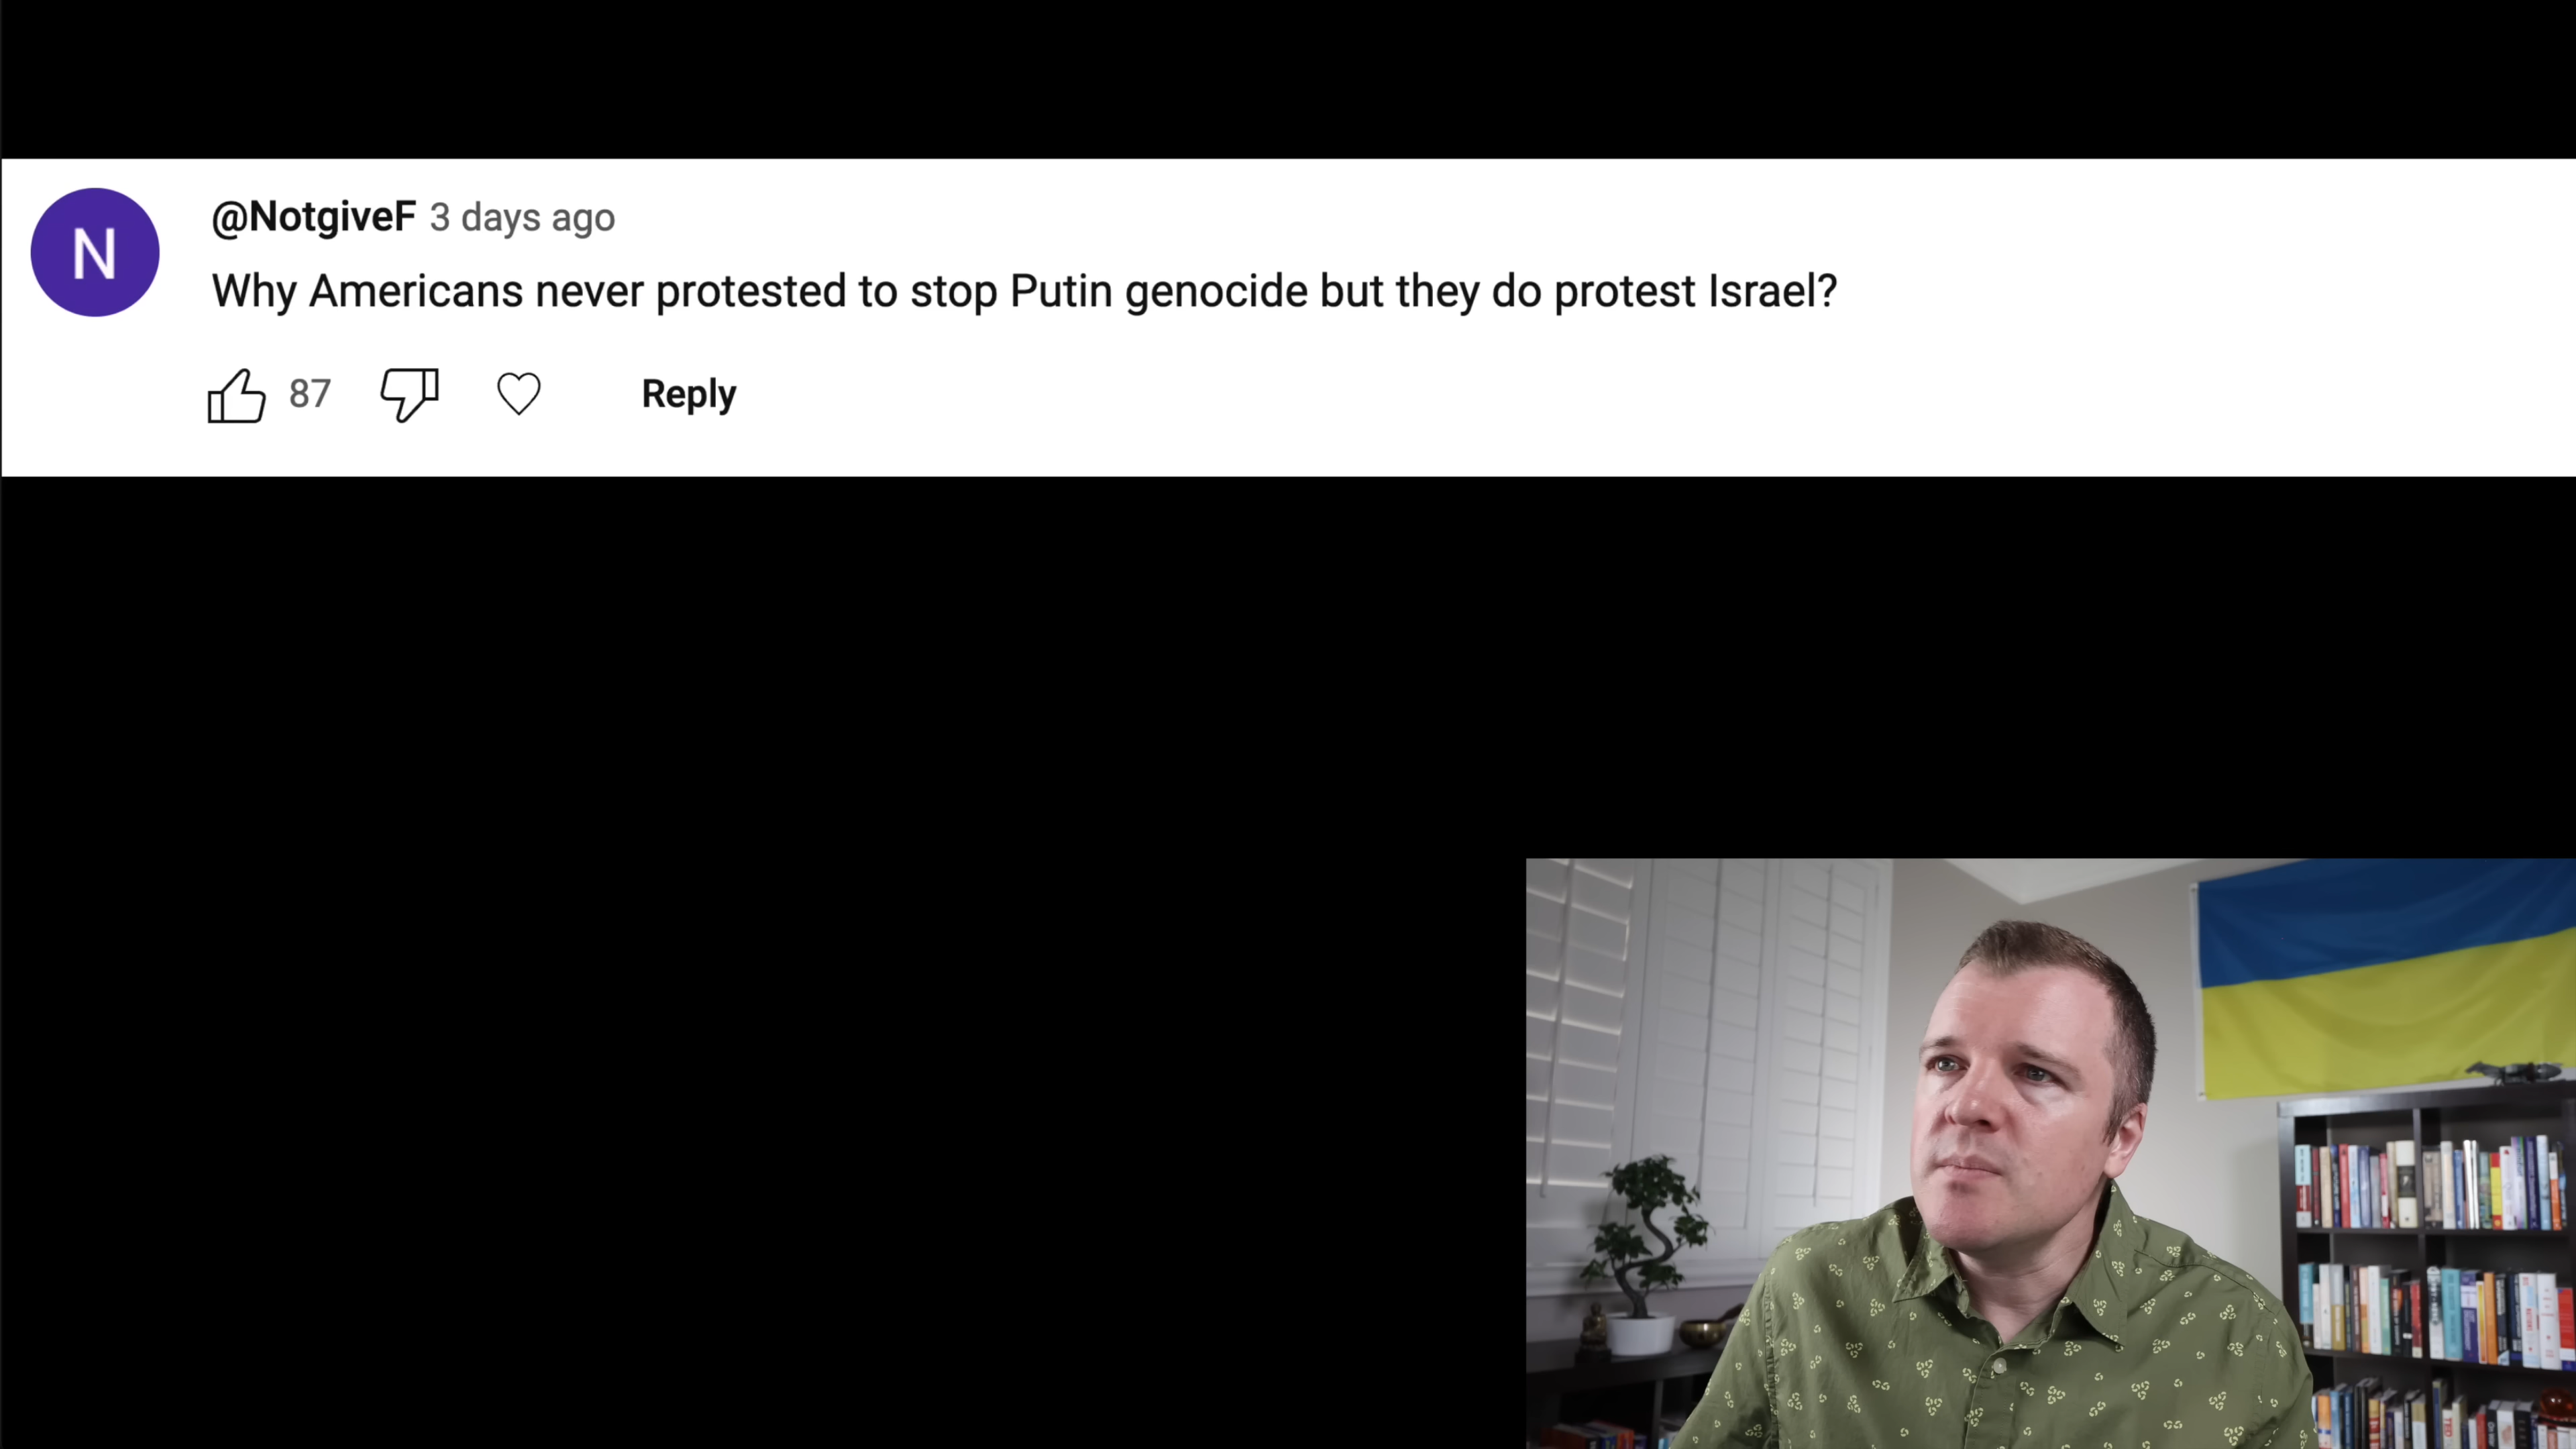 N
@NotgiveF 3 days ago
Why Americans never protested to stop Putin genocide but they do protest Israel?
87
Reply